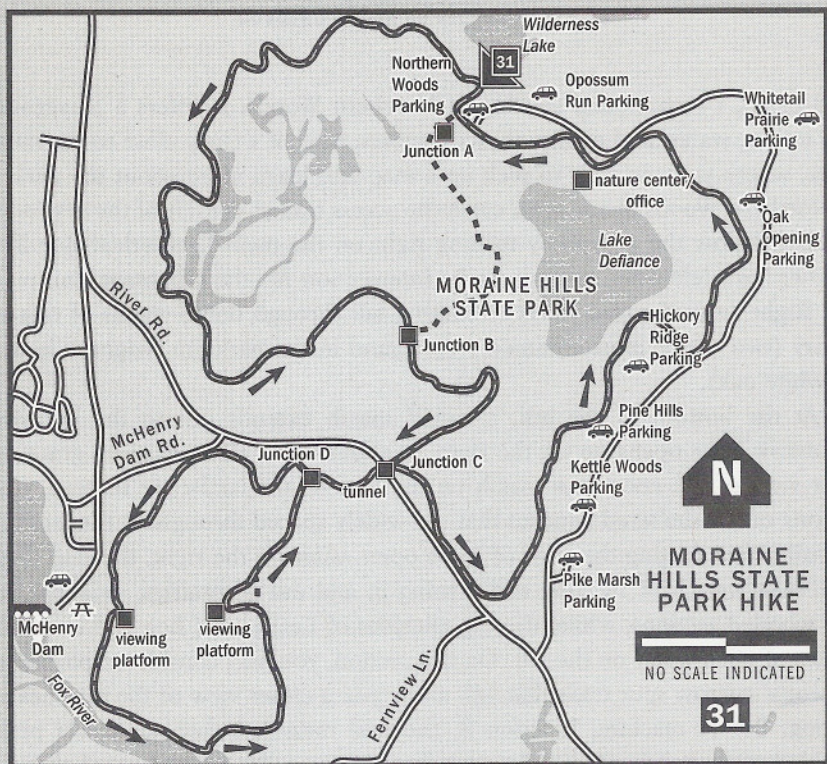 Wilderness
Lake
31
Northern
Woods
Parking
Opossum
Run Parking
Whitetail
Prairie
Parking
Junction A
nature center/
office
Oak
Opening
Parking
Lake
Defiance
MORAINE HILLS
STATE PARK
River Rd.
Hickory
Ridge
Parking
Junction B
McHenry
Dam Rd.
Pine Hills
Parking
Junction D
Junction C
tunnel
Kettle Woods
Parking
N
Pike Marsh
Parking
MORAINE
HILLS STATE
PARK HIKE
McHenry
Dam
viewing
platform
viewing
platform
NO SCALE INDICATED
Fox River
Fernview Ln.
31